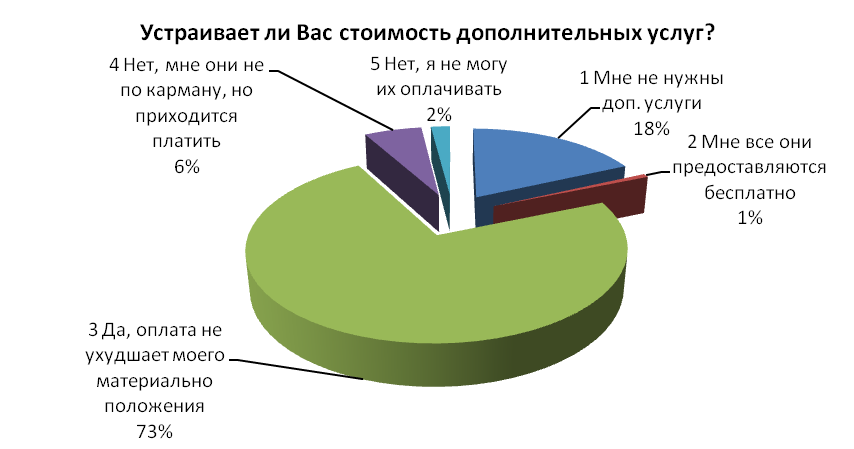 Устраивает ли Вас стоимость дополнительных услуг?
4 Нет, мне они не
по карману, но
приходится
платить
6%
5 Нет, я не могу
их оплачивать
2%
1 Мне не нужны
доп. услуги
18%
2 Мне все они
предоставляются
бесплатно
1%
3 Да, оплата не
ухудшает моего
материально
положения
73%